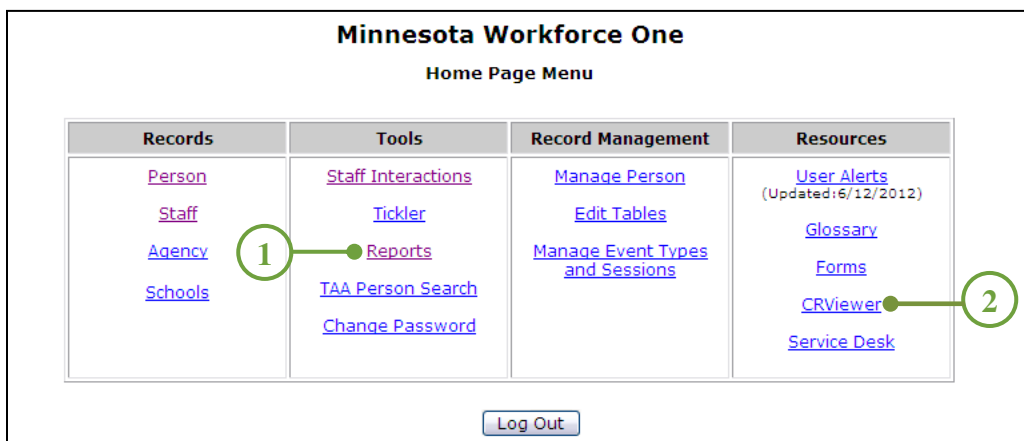 Minnesota Workforce One
Home Page Menu
Records Tools Record Management Resources
Person
Staff
Agency
Schools
Staff Interactions
Tickler
Reports
TAA Person Search
Change Password
Manage Person
Edit Tables
Manage Event Types
and Sessions
User Alerts
(Updated:6/12/2012)
Glossary
Forms
CRViewer
Service Desk
1
2
Log Out